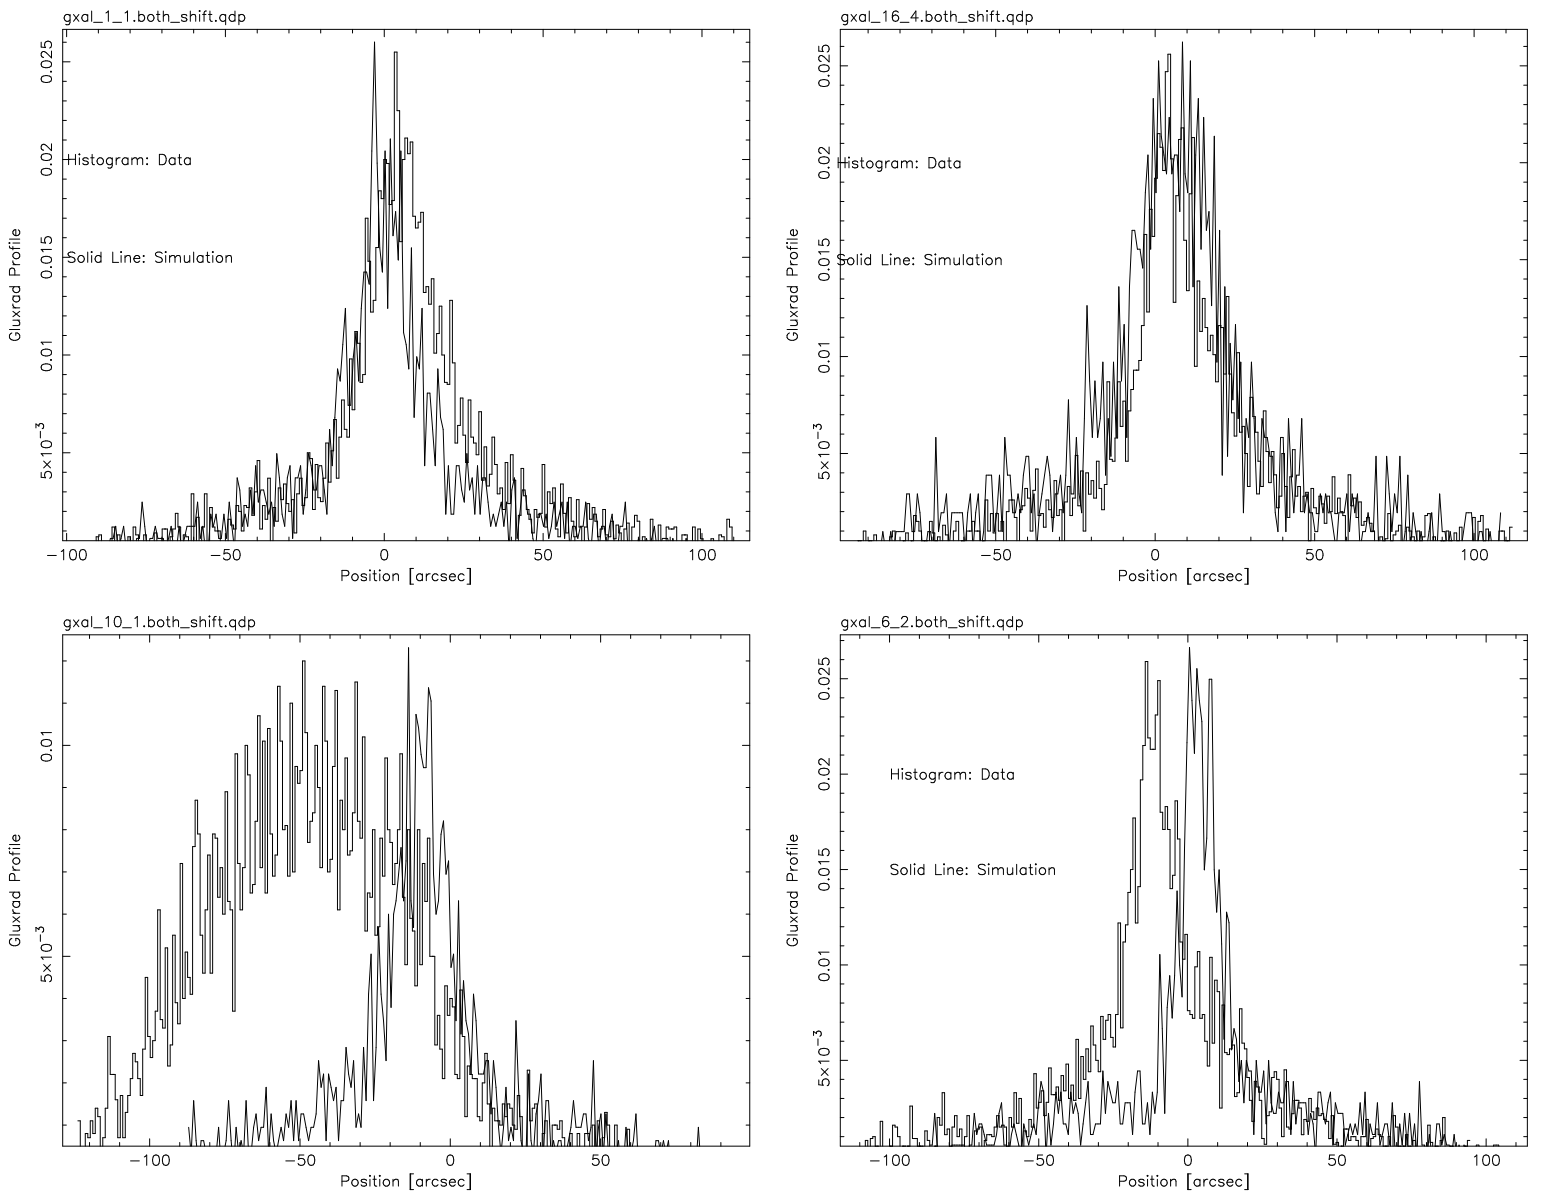 gxal_1_1.both_shift.qdp
0.025
0.02
0.015
0.01
5×10⁻³
Gluxrad Profile
Histogram: Data
Solid Line: Simulation
−100 −50 0 50 100
Position [arcsec]
gxal_16_4.both_shift.qdp
0.025
0.02
0.015
0.01
5×10⁻³
Gluxrad Profile
Histogram: Data
Solid Line: Simulation
−50 0 50 100
Position [arcsec]
gxal_10_1.both_shift.qdp
0.01
5×10⁻³
Gluxrad Profile
−100 −50 0 50
Position [arcsec]
gxal_6_2.both_shift.qdp
0.025
0.02
0.015
0.01
5×10⁻³
Gluxrad Profile
Histogram: Data
Solid Line: Simulation
−100 −50 0 50 100
Position [arcsec]